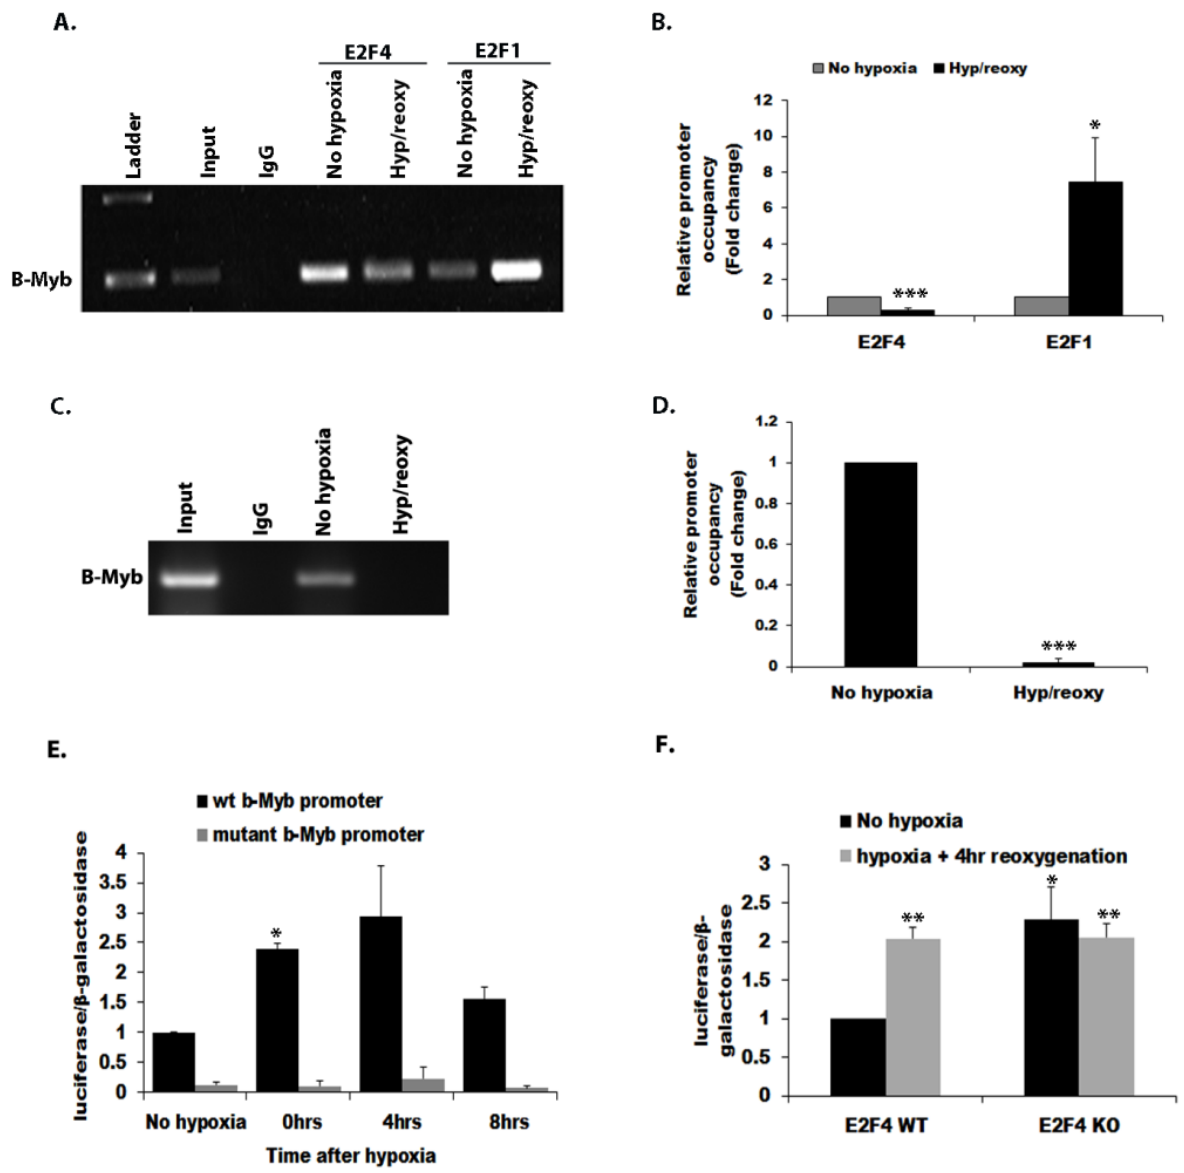 A.
E2F4 E2F1
Ladder
Input
IgG
No hypoxia
Hyp/reoxy
No hypoxia
Hyp/reoxy
B-Myb
B.
No hypoxia Hyp/reoxy
Relative promoter
occupancy
(Fold change)
12
10
8
6
4
2
0
*
***
E2F4 E2F1
C.
Input
IgG
No hypoxia
Hyp/reoxy
B-Myb
D.
Relative promoter
occupancy
(Fold change)
1.2
1
0.8
0.6
0.4
0.2
0
***
No hypoxia Hyp/reoxy
E.
wt b-Myb promoter
mutant b-Myb promoter
luciferase/β-galactosidase
4
3.5
3
2.5
2
1.5
1
0.5
0
*
No hypoxia 0hrs 4hrs 8hrs
Time after hypoxia
F.
No hypoxia
hypoxia + 4hr reoxygenation
luciferase/β-
galactosidase
3
2.5
2
1.5
1
0.5
0
*
**
**
E2F4 WT E2F4 KO